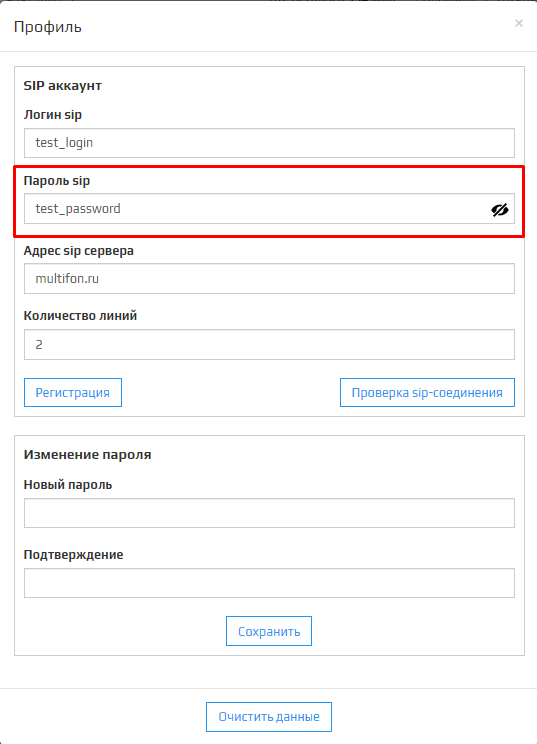 Профиль
×
SIP аккаунт
Логин sip
test_login
Пароль sip
test_password
Адрес sip сервера
multifon.ru
Количество линий
2
Регистрация
Проверка sip-соединения
Изменение пароля
Новый пароль
Подтверждение
Сохранить
Очистить данные